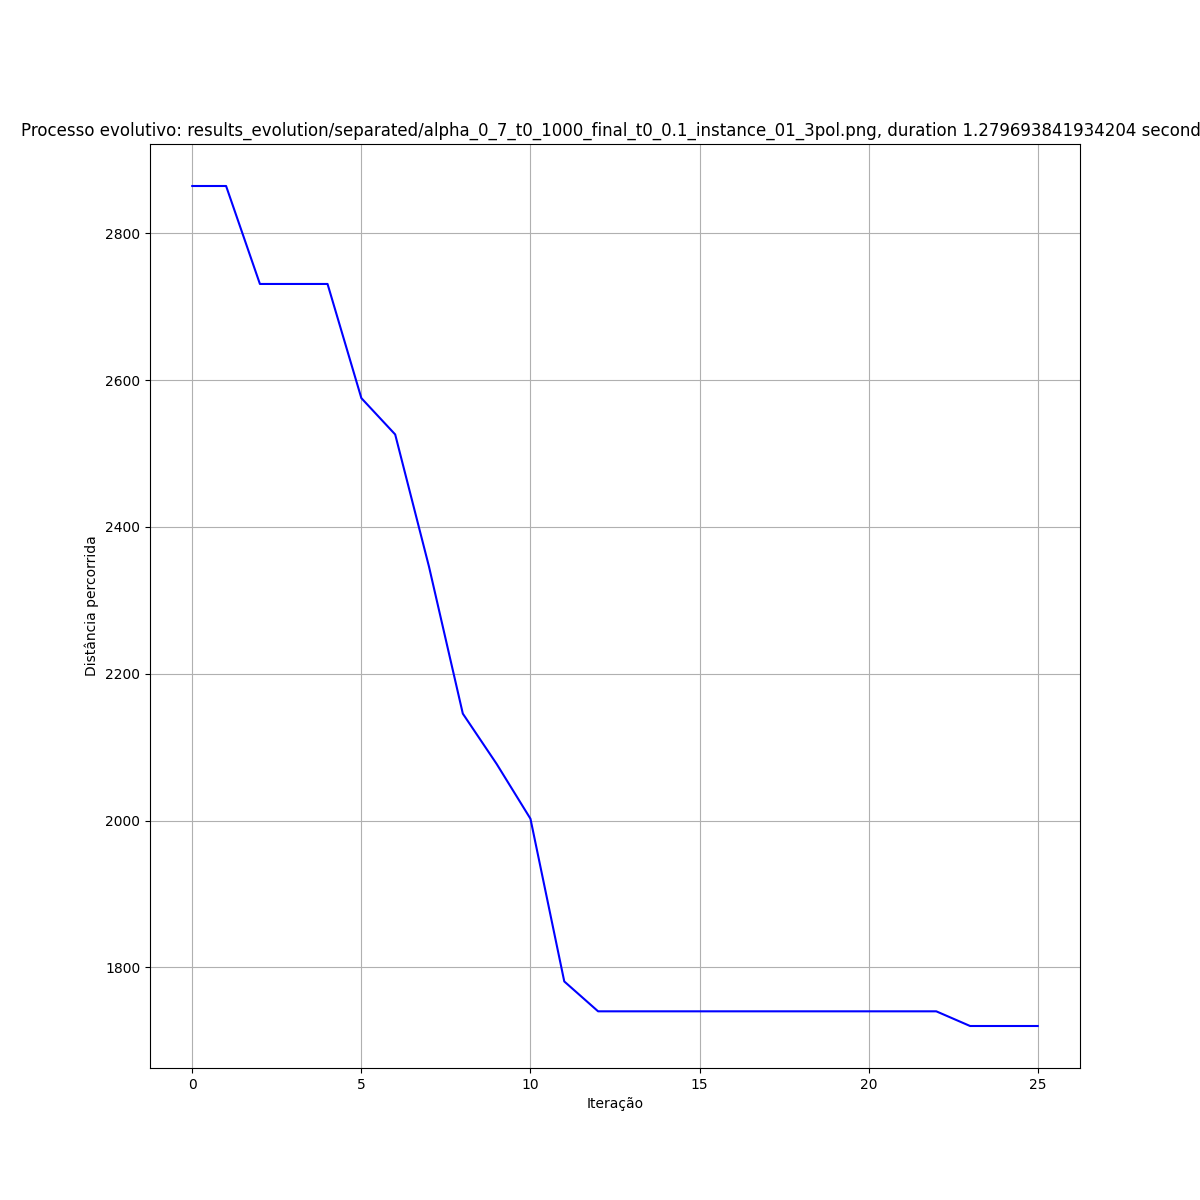 Processo evolutivo: results_evolution/separated/alpha_0_7_t0_1000_final_t0_0.1_instance_01_3pol.png, duration 1.279693841934204 second
2800
2600
2400
2200
2000
1800
Distância percorrida
0 5 10 15 20 25
Iteração